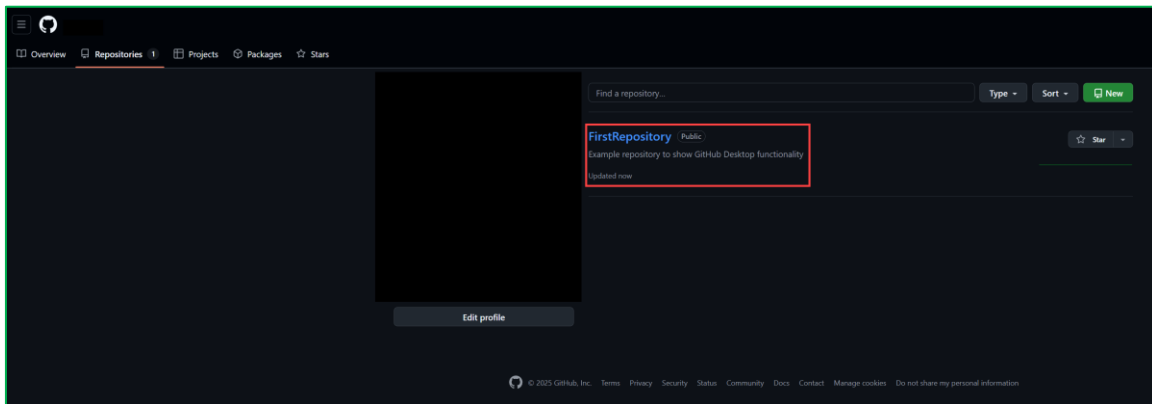 Overview Repositories 1 Projects Packages Stars
Find a repository... Type Sort New
FirstRepository Public Star
Example repository to show GitHub Desktop functionality
Updated now
Edit profile
© 2025 GitHub, Inc. Terms Privacy Security Status Community Docs Contact Manage cookies Do not share my personal information